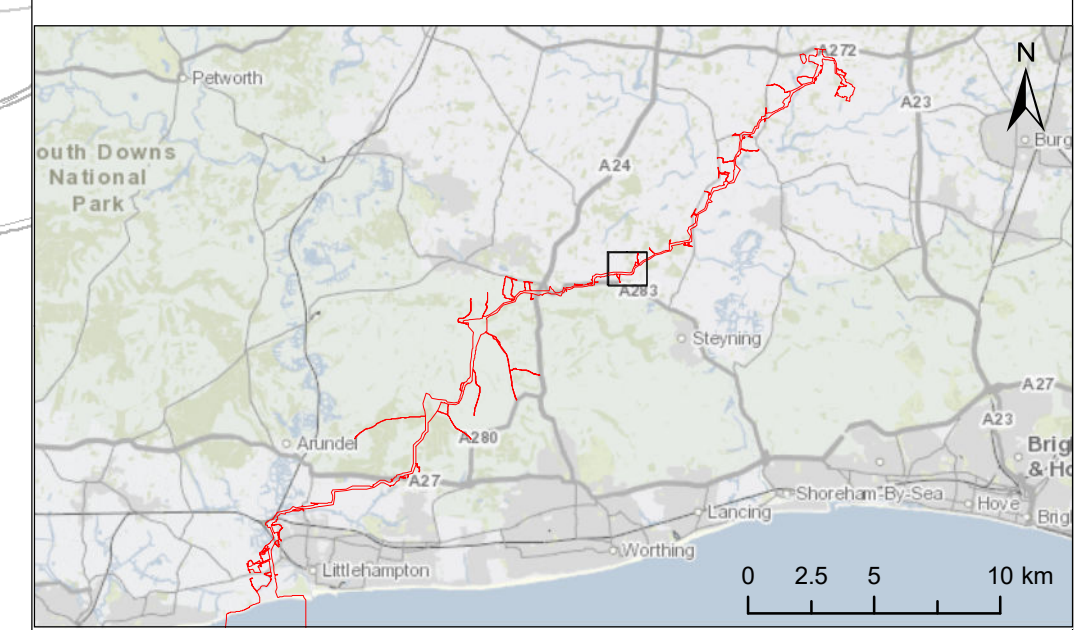 A272
N
Petworth
A23
Burg
outh Downs
National
Park
A24
A283
Steyning
A27
A23
Arundel
A280
Brig
& Ho
A27
Shoreham-By-Sea
Hove
Lancing
Brig
Worthing
Littlehampton
0 2.5 5 10 km